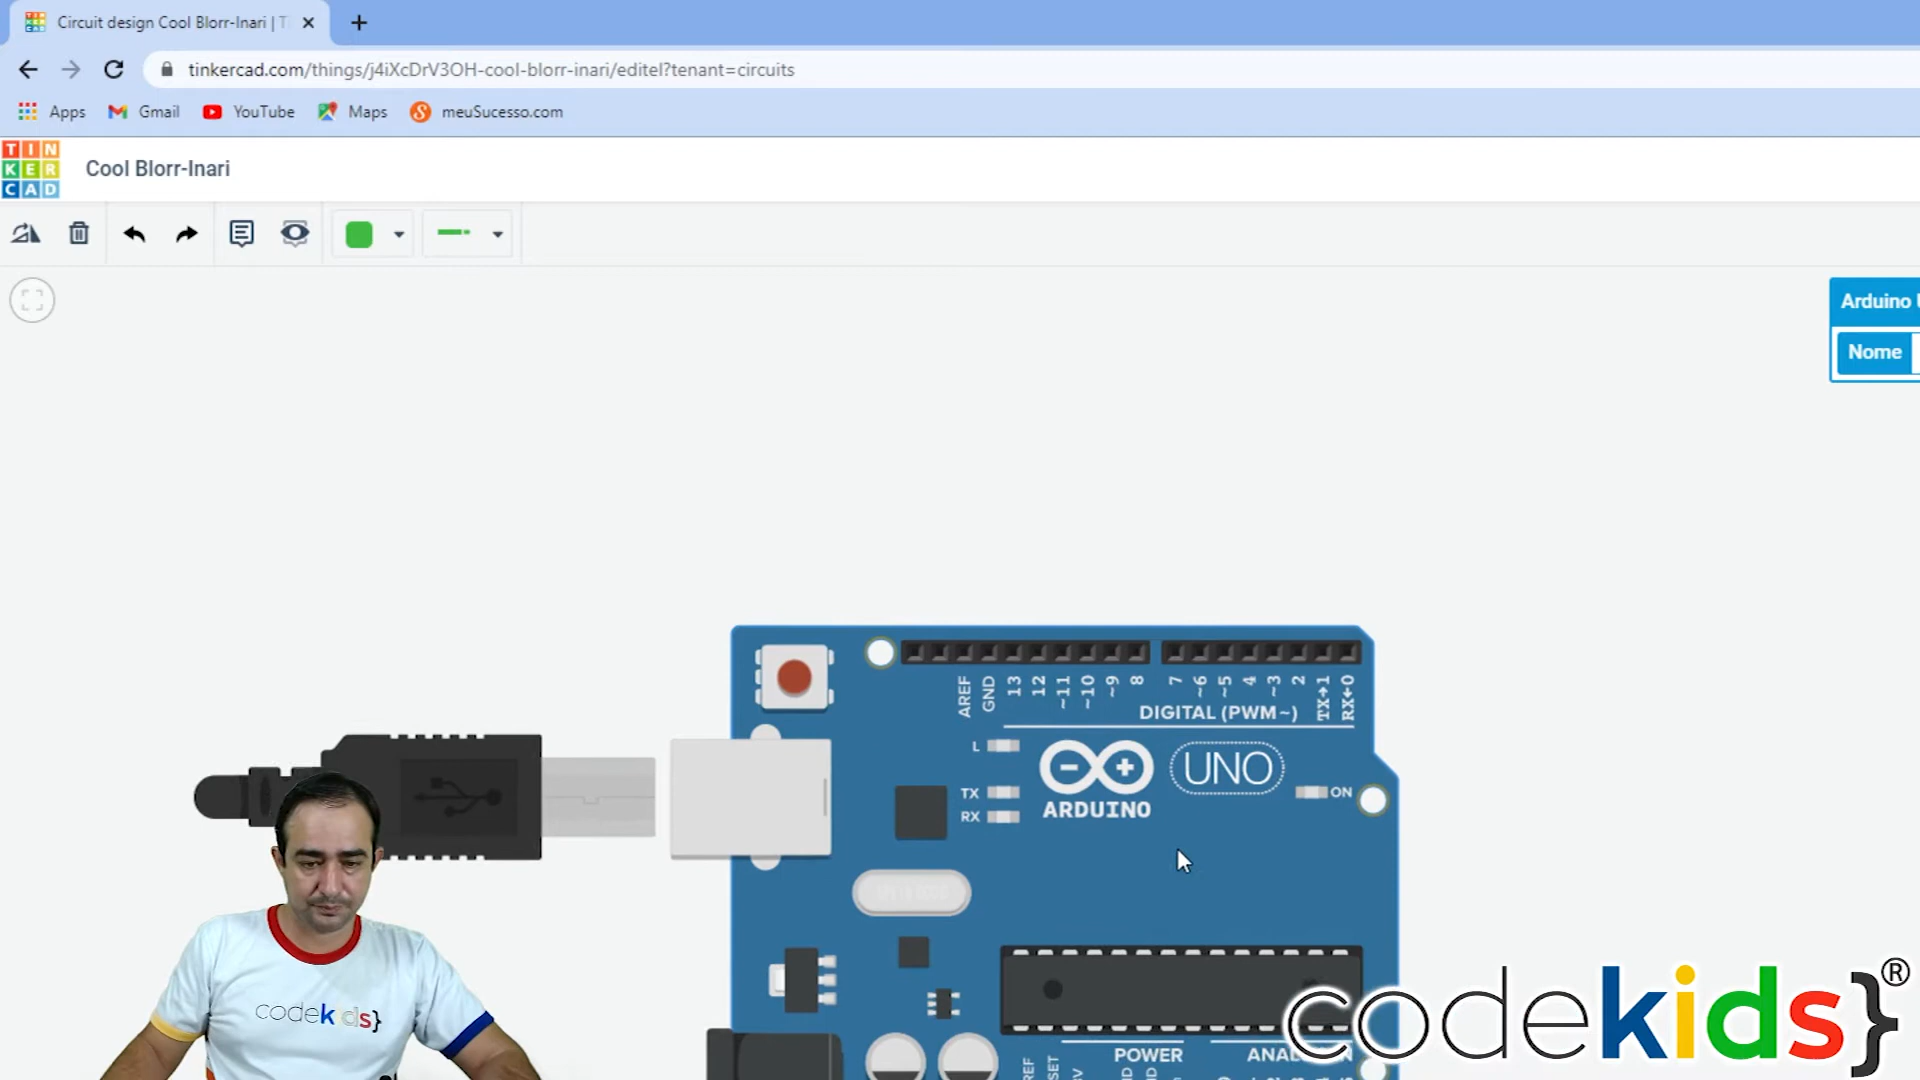 Circuit design Cool Blorr-Inari | T
tinkercad.com/things/j4iXcDrV3OH-cool-blorr-inari/editel?tenant=circuits
Apps
Gmail
YouTube
Maps
meuSucesso.com
TIN
KER
CAD
Cool Blorr-Inari
Arduino U
Nome
AREF
GND
13
12
~11
~10
~9
8
7
~6
~5
4
~3
2
TX→1
RX←0
DIGITAL (PWM~)
L
TX
RX
ARDUINO
UNO
ON
POWER
codekids}
codekids}®